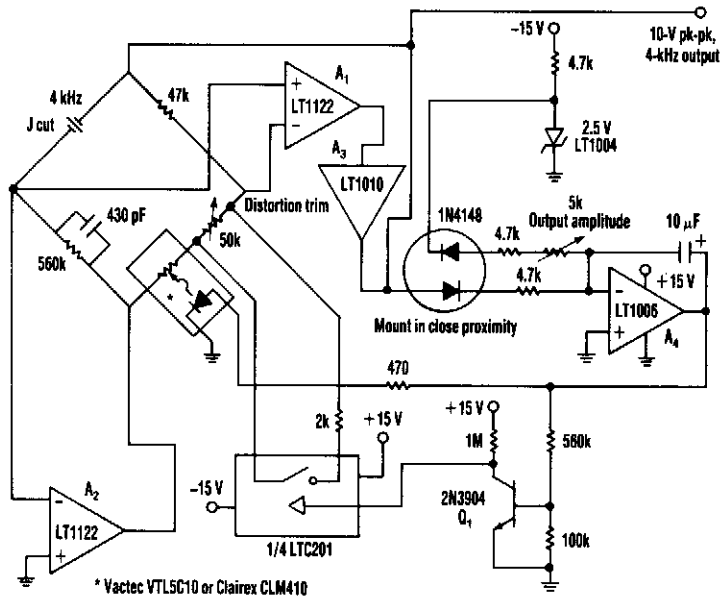 −15 V
10-V pk-pk,
4-kHz output
4.7k
4 kHz
J cut
47k
A1
+
LT1122
−
2.5 V
LT1004
A3
LT1010
430 pF
Distortion trim
1N4148
5k
Output amplitude
10 µF
+
560k
50k
4.7k
4.7k
+15 V
−
LT1006
+
A4
*
Mount in close proximity
470
2k
+15 V
+15 V
1M
560k
−15 V
2N3904
Q1
A2
−
LT1122
+
100k
1/4 LTC201
* Vactec VTL5C10 or Clairex CLM410